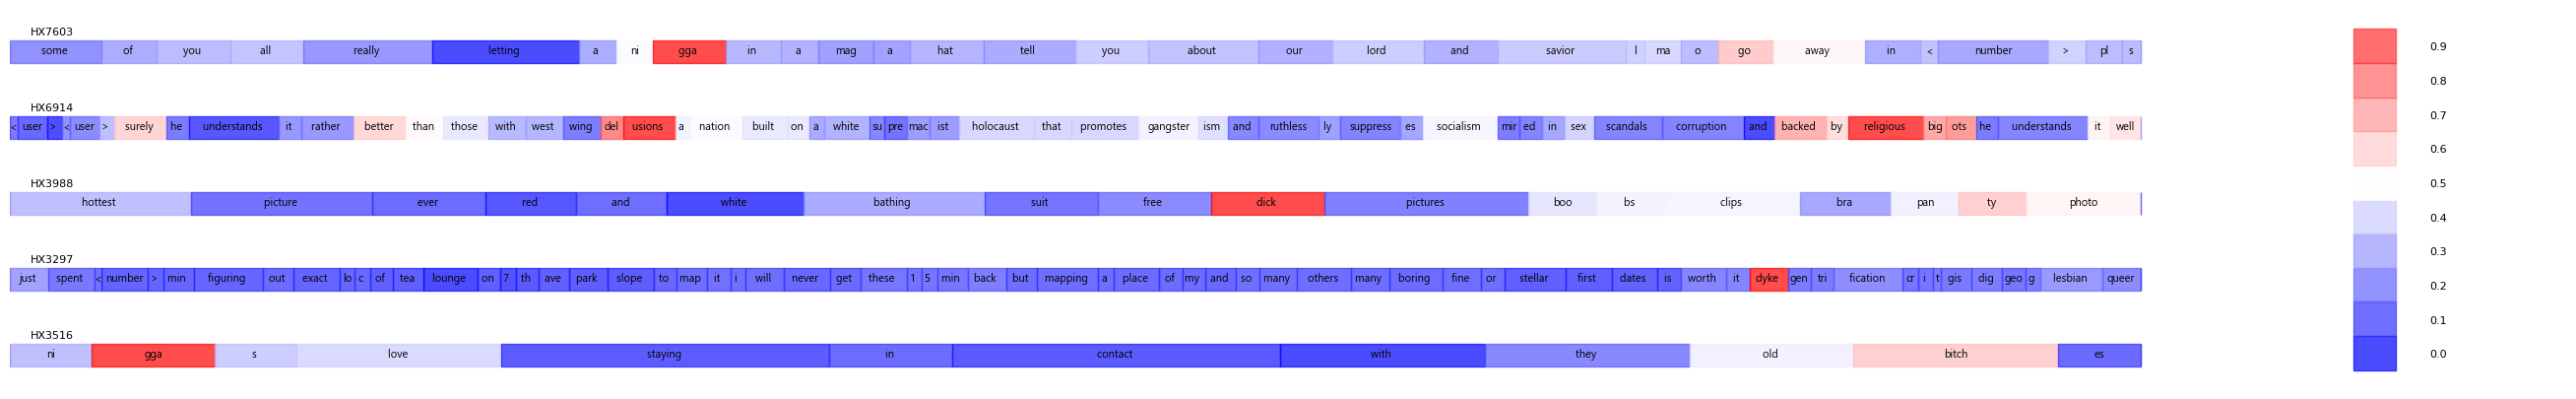 HX7603
some of you all really letting a ni gga in a mag a hat tell you about our lord and savior l ma o go away in < number > pl s
HX6914
< user > < user > surely he understands it rather better than those with west wing del usions a nation built on a white su pre mac ist holocaust that promotes gangster ism and ruthless ly suppress es socialism mir ed in sex scandals corruption and backed by religious big ots he understands it well
HX3988
hottest picture ever red and white bathing suit free dick pictures boo bs clips bra pan ty photo
HX3297
just spent < number > min figuring out exact lo c of tea lounge on 7 th ave park slope to map it i will never get these 1 5 min back but mapping a place of my and so many others many boring fine or stellar first dates is worth it dyke gen tri fication cr i t gis dig geo g lesbian queer
HX3516
ni gga s love staying in contact with they old bitch es
0.9
0.8
0.7
0.6
0.5
0.4
0.3
0.2
0.1
0.0